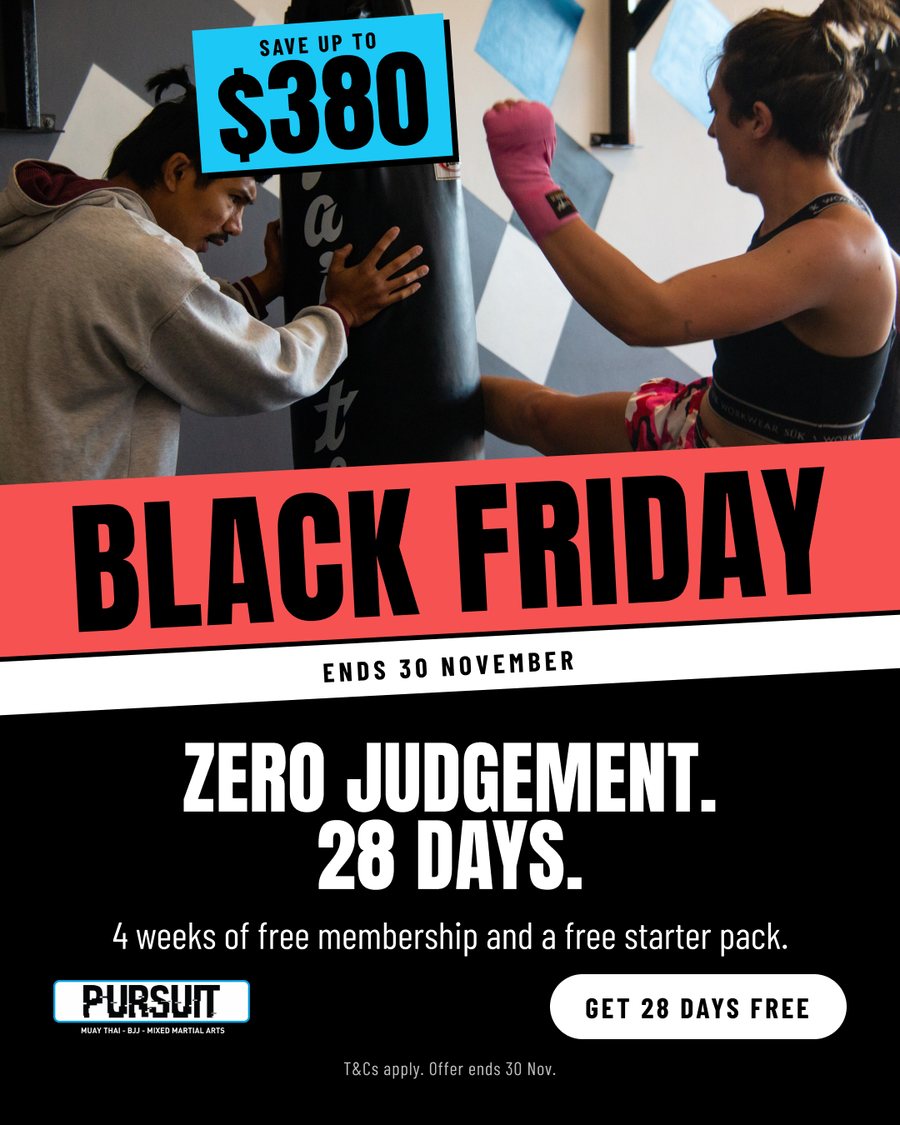 SAVE UP TO
$380
BLACK FRIDAY
ENDS 30 NOVEMBER
ZERO JUDGEMENT.
28 DAYS.
4 weeks of free membership and a free starter pack.
PURSUIT
MUAY THAI - BJJ - MIXED MARTIAL ARTS
GET 28 DAYS FREE
T&Cs apply. Offer ends 30 Nov.